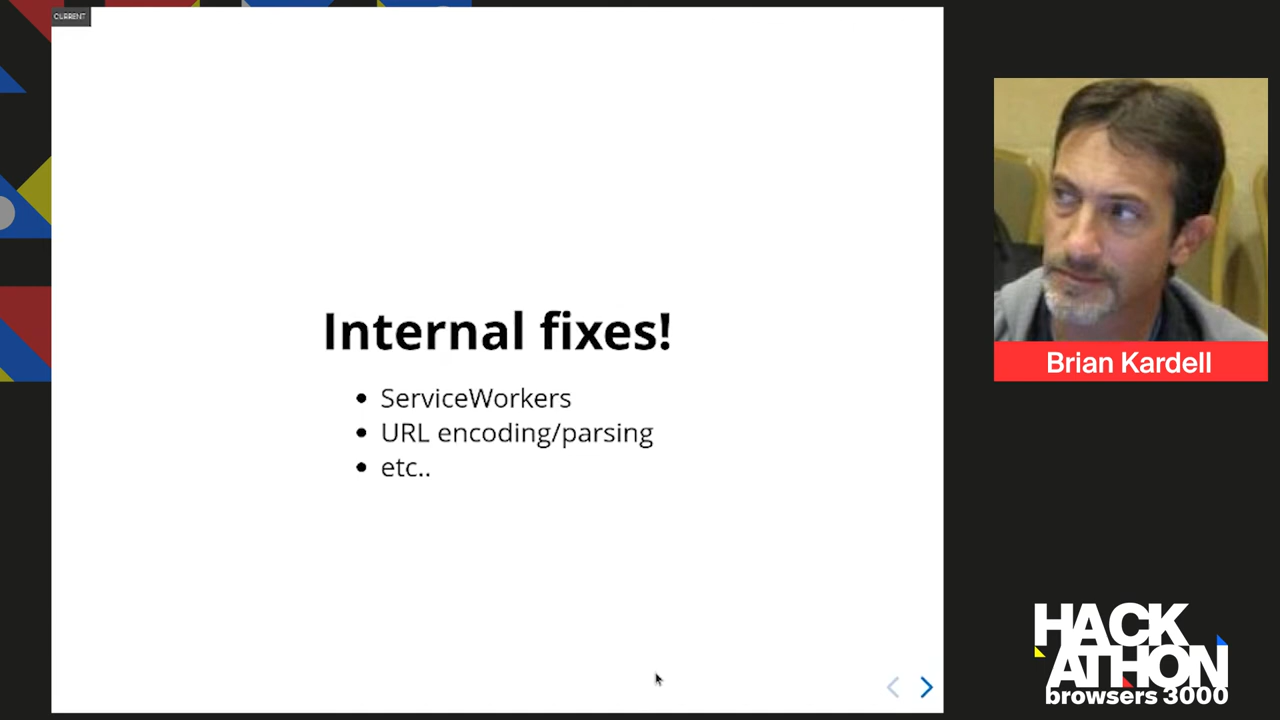 CURRENT
Internal fixes!
ServiceWorkers
URL encoding/parsing
etc..
Brian Kardell
HACK
ATHON
browsers 3000